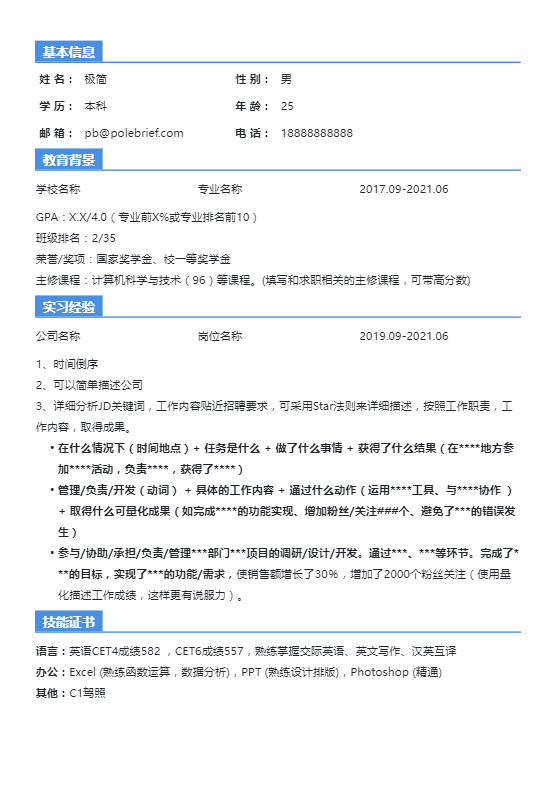 基本信息
姓 名： 极简 性 别： 男
学 历： 本科 年 龄： 25
邮 箱： pb@polebrief.com 电 话： 18888888888
教育背景
学校名称 专业名称 2017.09-2021.06
GPA：X.X/4.0（专业前X%或专业排名前10）
班级排名：2/35
荣誉/奖项：国家奖学金、校一等奖学金
主修课程：计算机科学与技术（96）等课程。(填写和求职相关的主修课程，可带高分数)
实习经验
公司名称 岗位名称 2019.09-2021.06
1、时间倒序
2、可以简单描述公司
3、详细分析JD关键词，工作内容贴近招聘要求，可采用Star法则来详细描述，按照工作职责，工
作内容，取得成果。
• 在什么情况下（时间地点）+ 任务是什么 + 做了什么事情 + 获得了什么结果（在****地方参
加****活动，负责****，获得了****）
• 管理/负责/开发（动词） + 具体的工作内容 + 通过什么动作（运用****工具、与****协作 ）
+ 取得什么可量化成果（如完成****的功能实现、增加粉丝/关注###个、避免了***的错误发
生）
• 参与/协助/承担/负责/管理***部门***项目的调研/设计/开发。通过***、***等环节。完成了*
**的目标，实现了***的功能/需求，使销售额增长了30%，增加了2000个粉丝关注（使用量
化描述工作成绩，这样更有说服力）。
技能证书
语言：英语CET4成绩582 ，CET6成绩557，熟练掌握交际英语、英文写作、汉英互译
办公：Excel (熟练函数运算，数据分析)，PPT (熟练设计排版)，Photoshop (精通)
其他：C1驾照